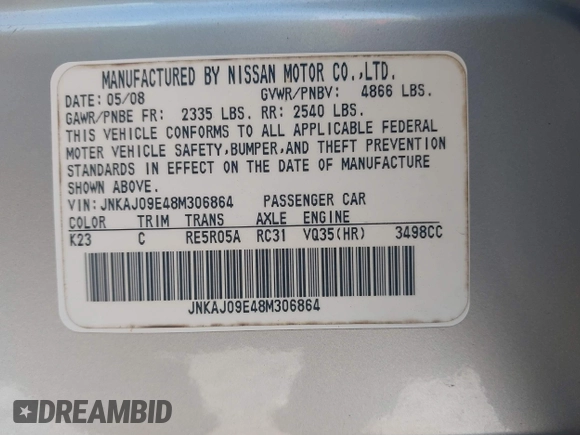 MANUFACTURED BY NISSAN MOTOR CO.,LTD.
DATE: 05/08 GVWR/PNBV: 4866 LBS.
GAWR/PNBE FR: 2335 LBS. RR: 2540 LBS.
THIS VEHICLE CONFORMS TO ALL APPLICABLE FEDERAL
MOTOR VEHICLE SAFETY,BUMPER,AND THEFT PREVENTION
STANDARDS IN EFFECT ON THE DATE OF MANUFACTURE
SHOWN ABOVE.
VIN: JNKAJ09E48M306864 PASSENGER CAR
COLOR TRIM TRANS AXLE ENGINE
K23 C RE5R05A RC31 VQ35(HR) 3498CC
JNKAJ09E48M306864
DREAMBID